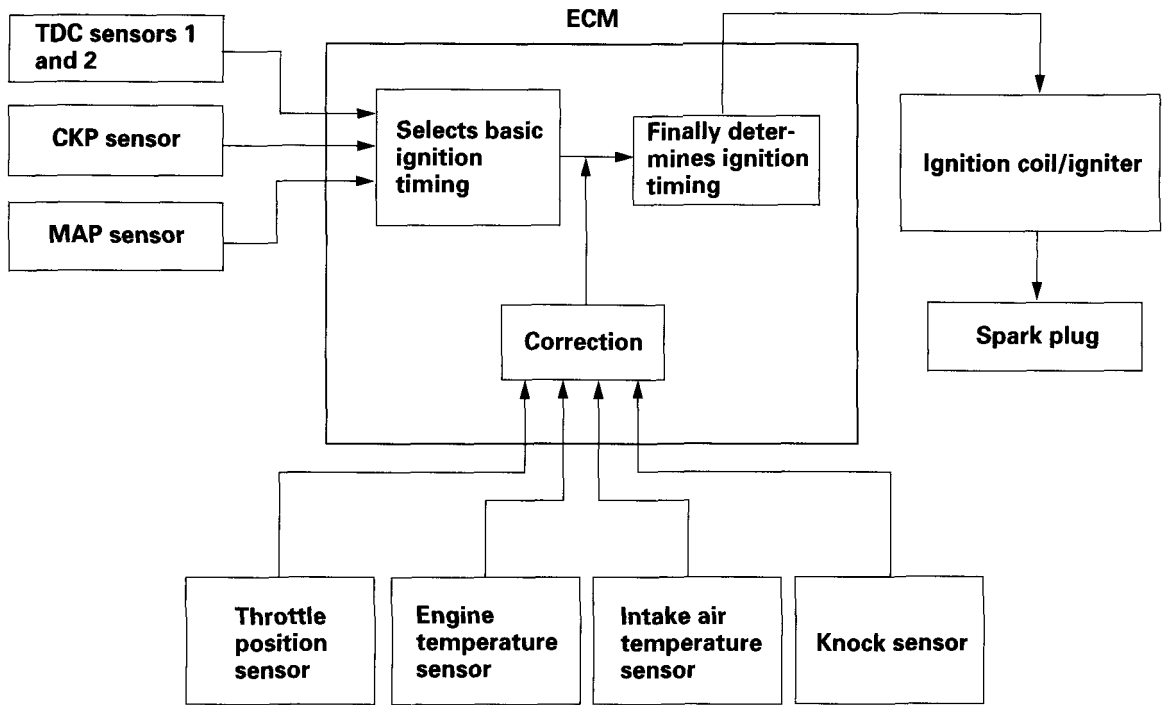 ECM
TDC sensors 1
and 2
CKP sensor
MAP sensor
Selects basic
ignition
timing
Finally deter-
mines ignition
timing
Ignition coil/igniter
Spark plug
Correction
Throttle
position
sensor
Engine
temperature
sensor
Intake air
temperature
sensor
Knock sensor